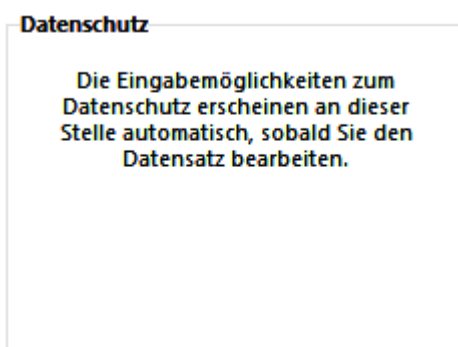 Datenschutz
Die Eingabemöglichkeiten zum
Datenschutz erscheinen an dieser
Stelle automatisch, sobald Sie den
Datensatz bearbeiten.